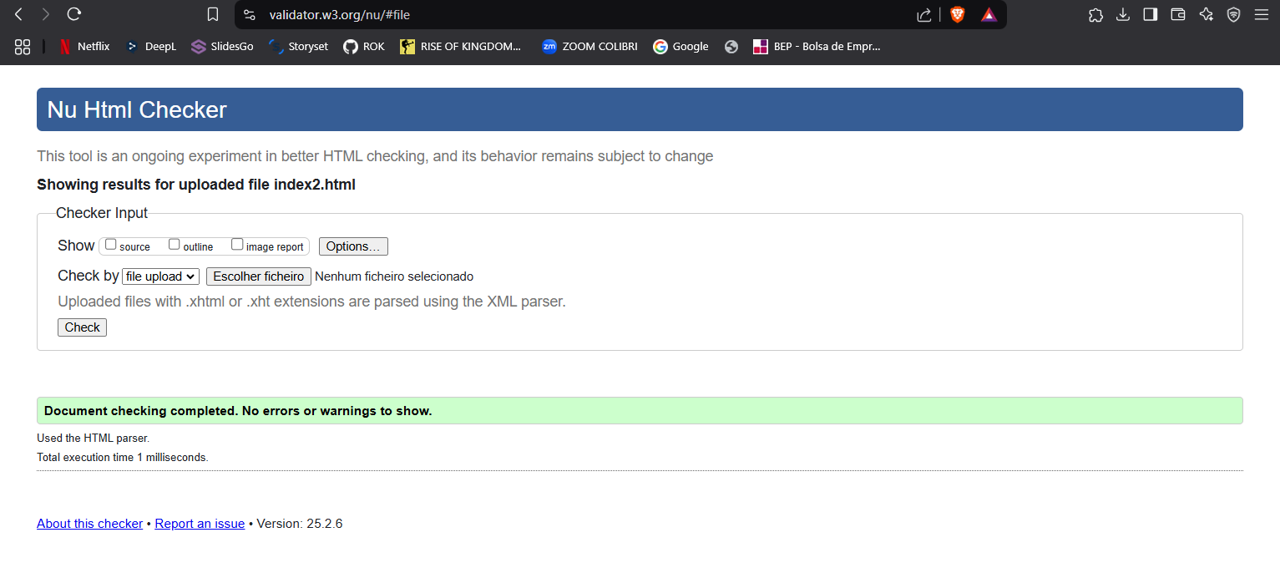 validator.w3.org/nu/#file
Netflix DeepL SlidesGo Storyset ROK RISE OF KINGDOM... zm ZOOM COLIBRI Google BEP - Bolsa de Empr...
Nu Html Checker
This tool is an ongoing experiment in better HTML checking, and its behavior remains subject to change
Showing results for uploaded file index2.html
Checker Input
Show source outline image report Options...
Check by file upload Escolher ficheiro Nenhum ficheiro selecionado
Uploaded files with .xhtml or .xht extensions are parsed using the XML parser.
Check
Document checking completed. No errors or warnings to show.
Used the HTML parser.
Total execution time 1 milliseconds.
About this checker • Report an issue • Version: 25.2.6